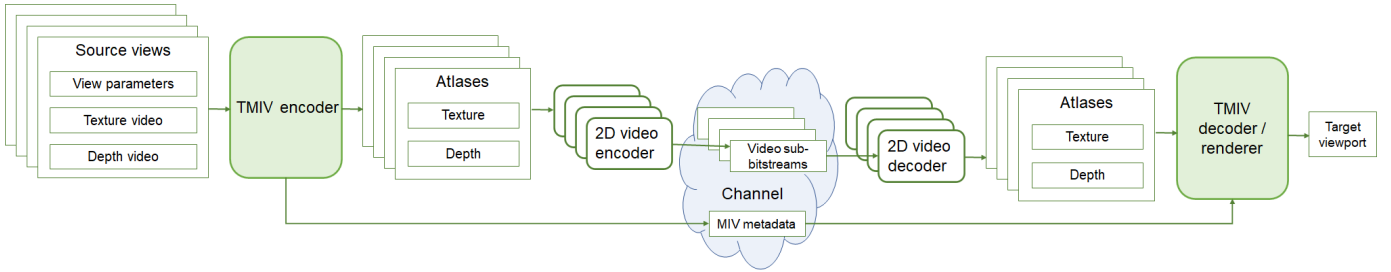 Source views
View parameters
Texture video
Depth video
TMIV encoder
Atlases
Texture
Depth
2D video
encoder
Video sub-
bitstreams
Channel
MIV metadata
2D video
decoder
Atlases
Texture
Depth
TMIV
decoder /
renderer
Target
viewport